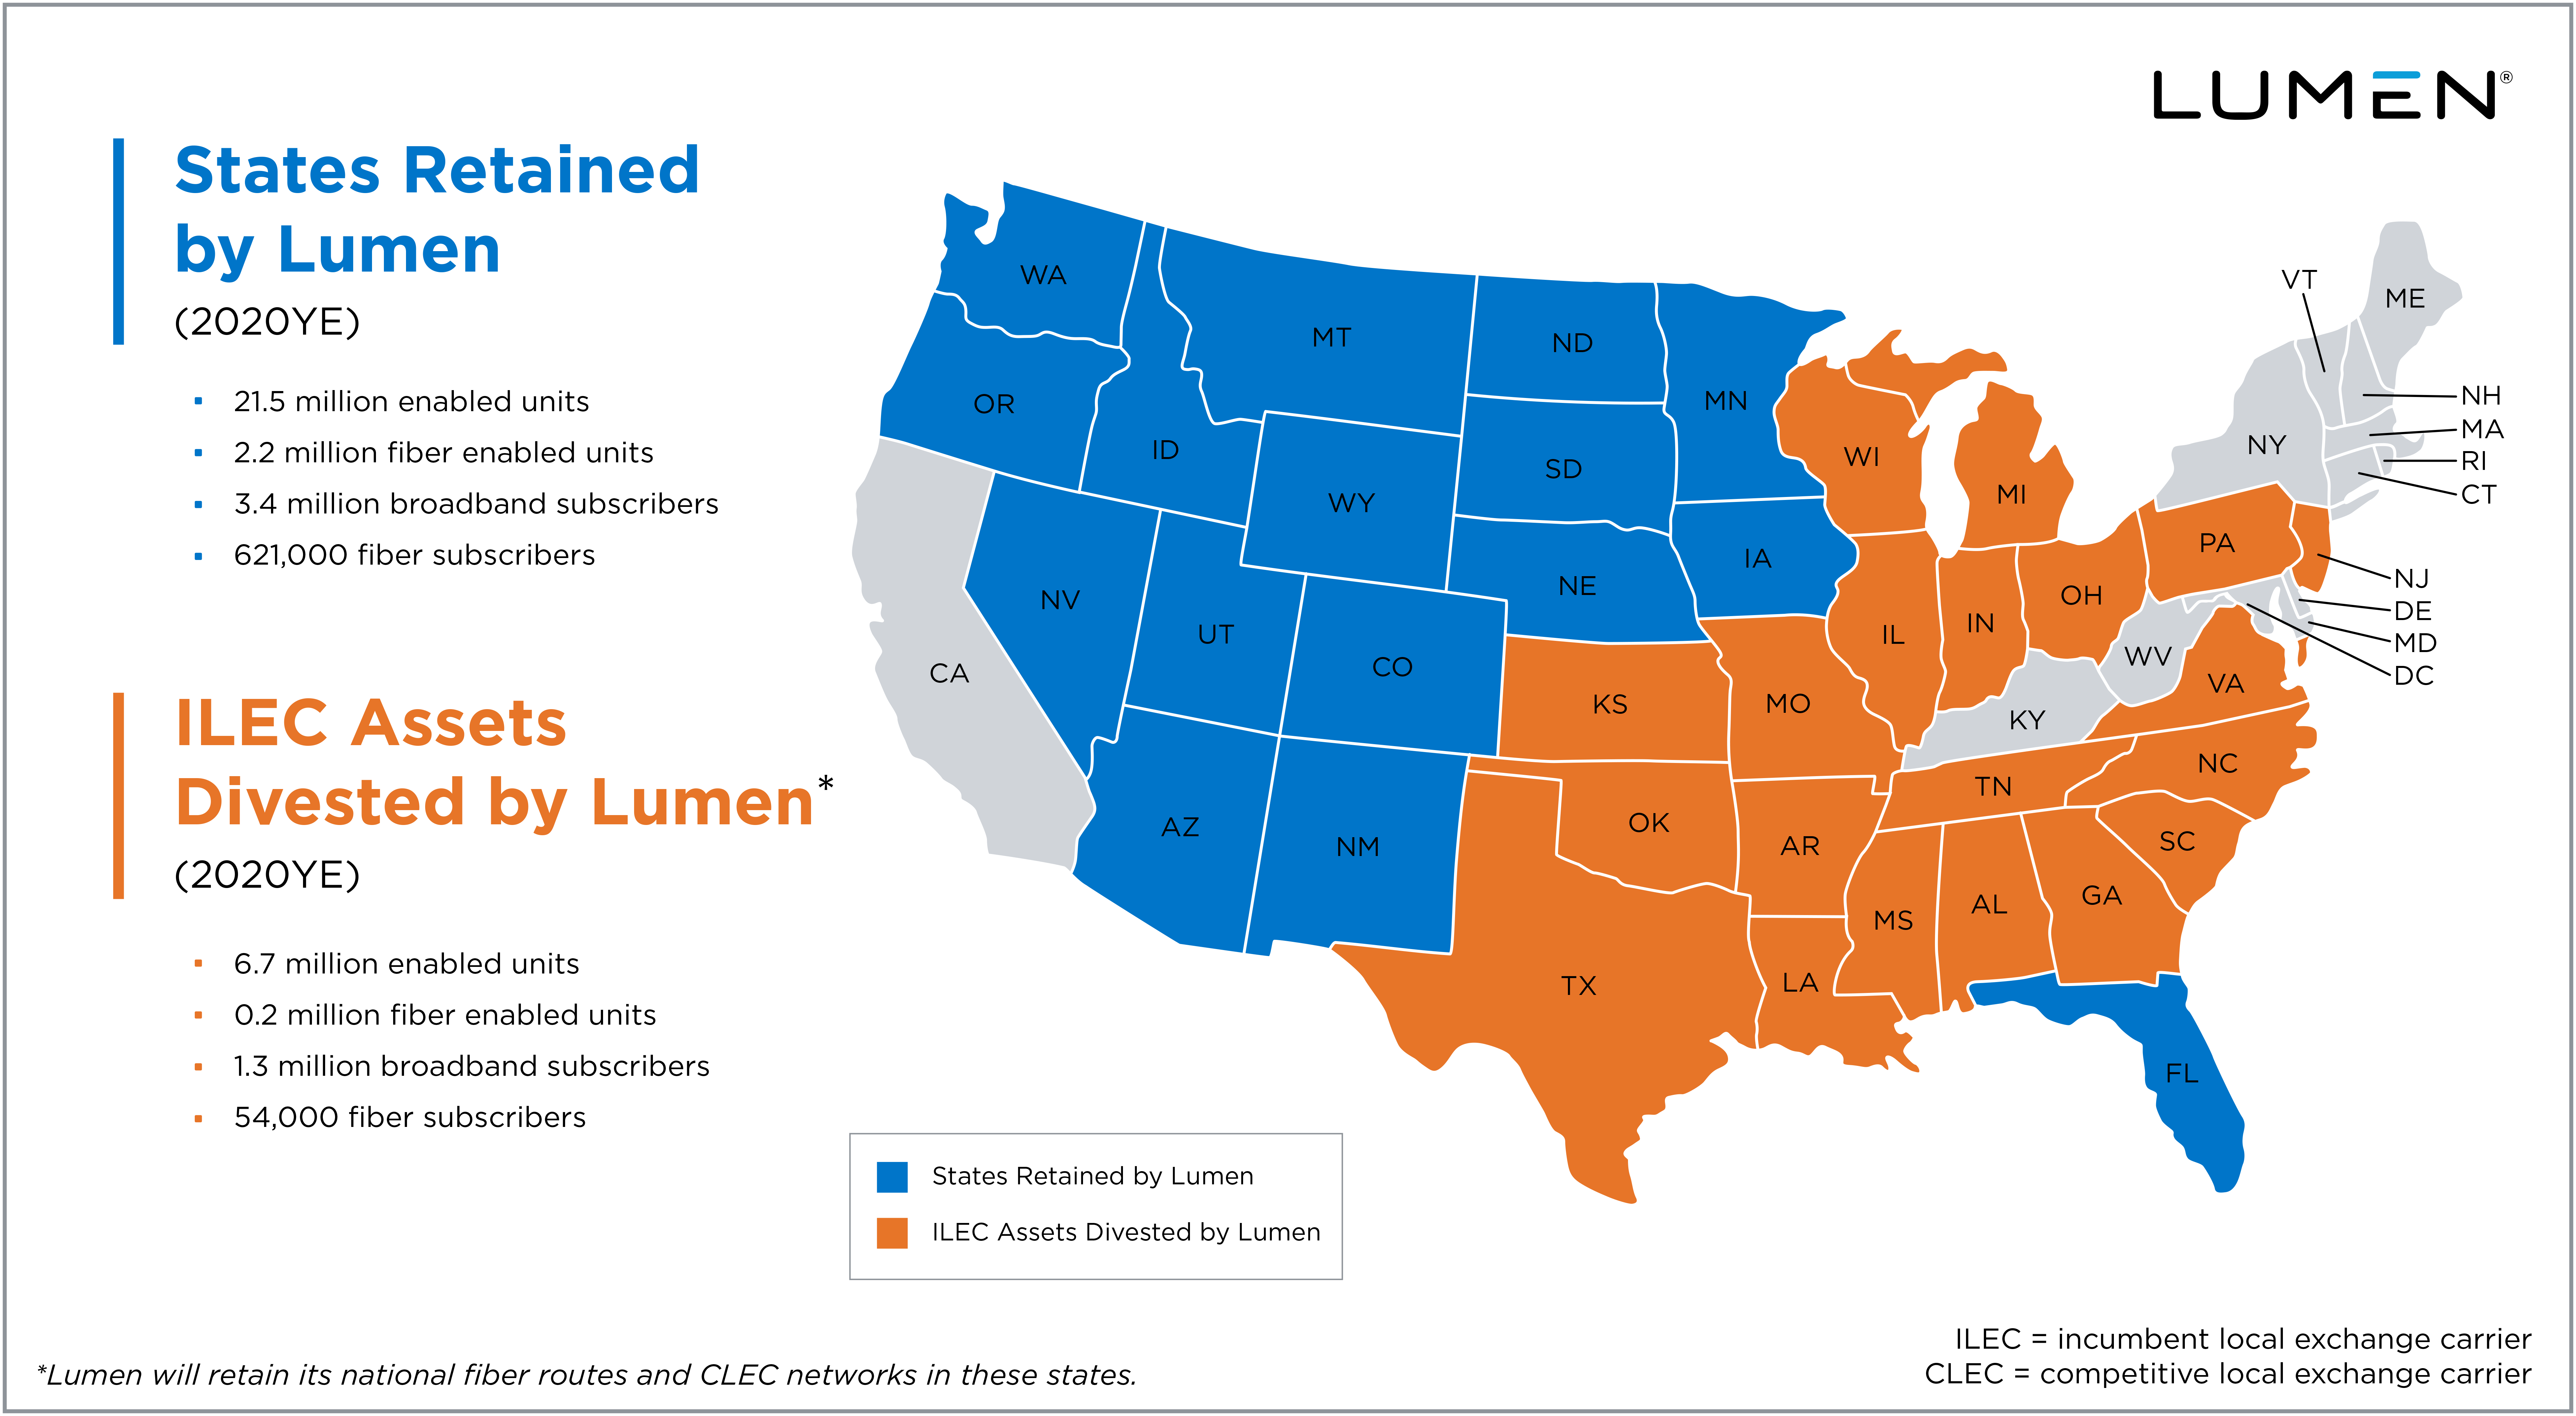 LUMEN®
States Retained
by Lumen
(2020YE)
▪ 21.5 million enabled units
▪ 2.2 million fiber enabled units
▪ 3.4 million broadband subscribers
▪ 621,000 fiber subscribers
ILEC Assets
Divested by Lumen*
(2020YE)
▪ 6.7 million enabled units
▪ 0.2 million fiber enabled units
▪ 1.3 million broadband subscribers
▪ 54,000 fiber subscribers
WA
OR
ID
MT
ND
MN
SD
WY
NE
IA
NV
UT
CO
CA
AZ
NM
WI
MI
IL
IN
OH
PA
KS
MO
KY
WV
VA
OK
AR
TN
NC
SC
TX
LA
MS
AL
GA
FL
NY
VT
ME
NH
MA
RI
CT
NJ
DE
MD
DC
States Retained by Lumen
ILEC Assets Divested by Lumen
*Lumen will retain its national fiber routes and CLEC networks in these states.
ILEC = incumbent local exchange carrier
CLEC = competitive local exchange carrier